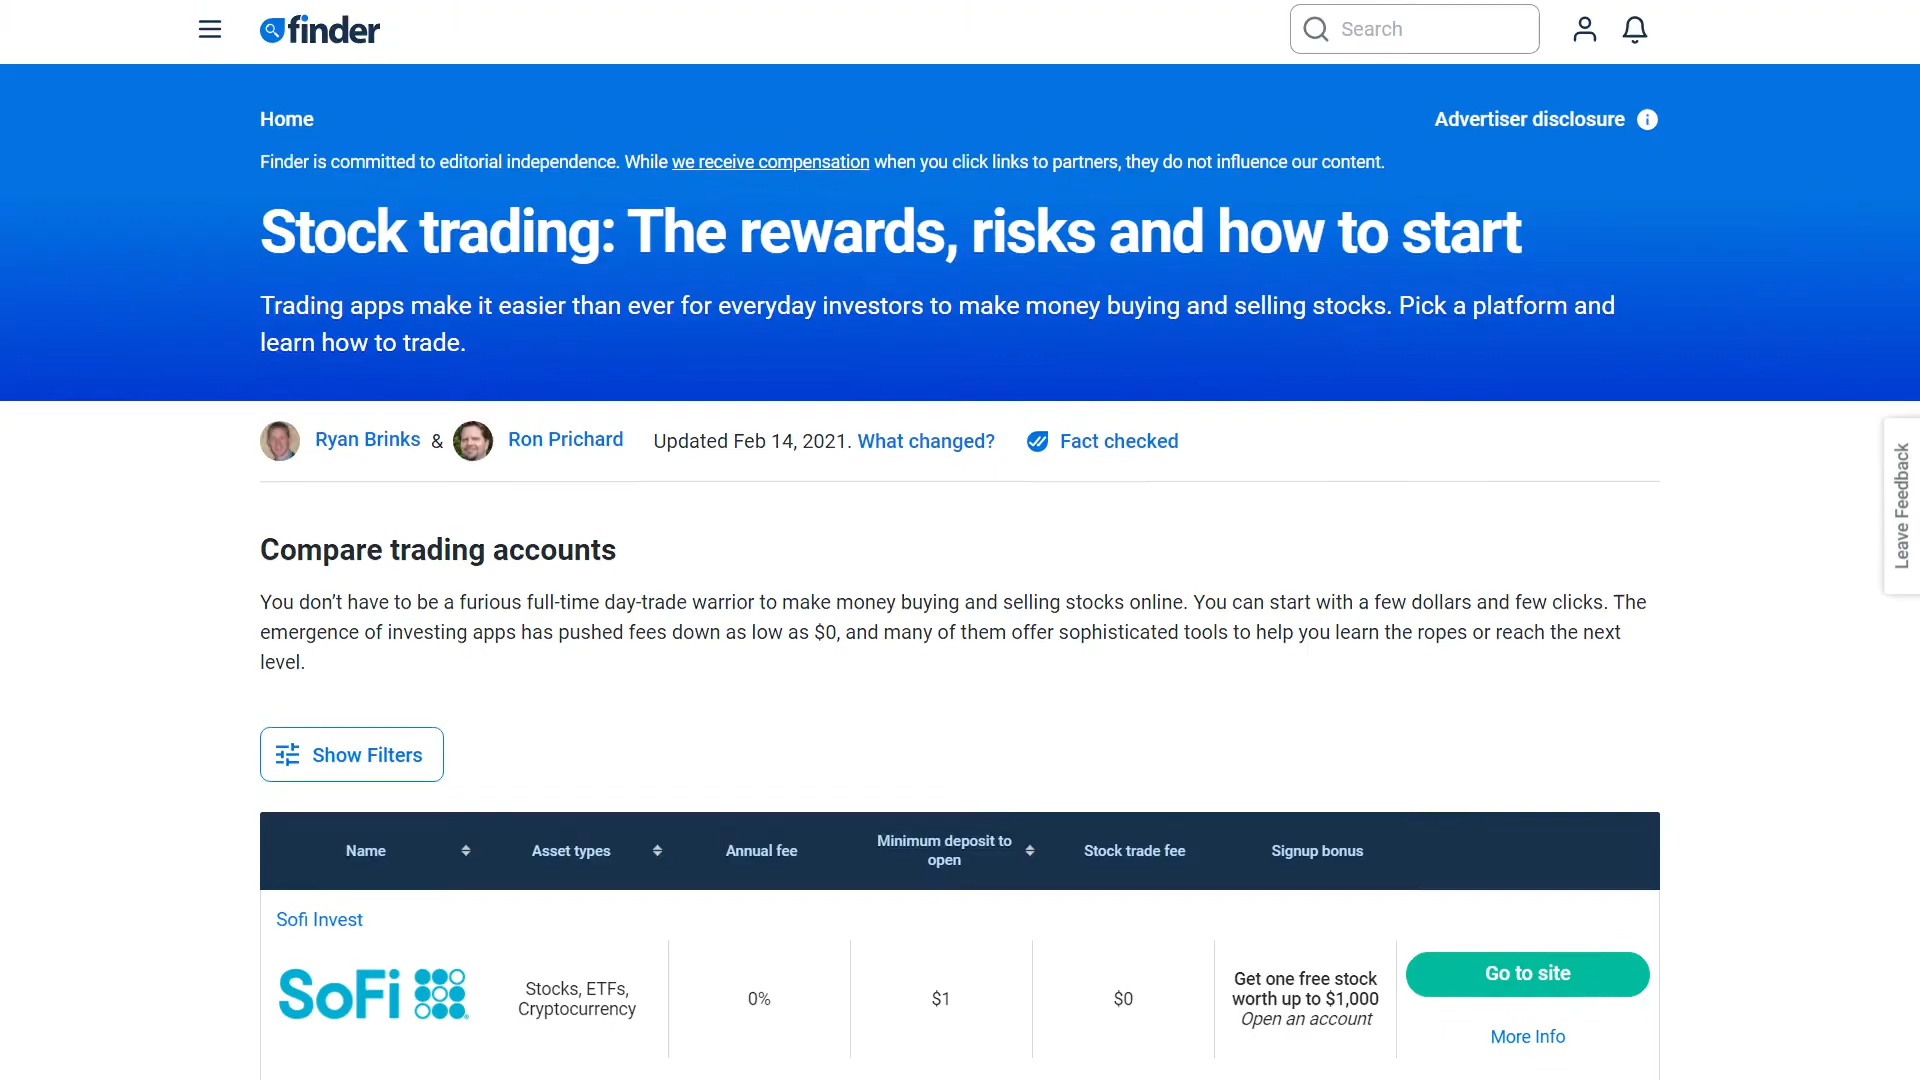 finder
Search
Home
Advertiser disclosure
Finder is committed to editorial independence. While we receive compensation when you click links to partners, they do not influence our content.
Stock trading: The rewards, risks and how to start
Trading apps make it easier than ever for everyday investors to make money buying and selling stocks. Pick a platform and
learn how to trade.
Ryan Brinks & Ron Prichard Updated Feb 14, 2021. What changed? Fact checked
Leave Feedback
Compare trading accounts
You don’t have to be a furious full-time day-trade warrior to make money buying and selling stocks online. You can start with a few dollars and few clicks. The
emergence of investing apps has pushed fees down as low as $0, and many of them offer sophisticated tools to help you learn the ropes or reach the next
level.
Show Filters
Name Asset types Annual fee Minimum deposit to open Stock trade fee Signup bonus
Sofi Invest
SoFi
Stocks, ETFs,
Cryptocurrency
0%
$1
$0
Get one free stock
worth up to $1,000
Open an account
Go to site
More Info